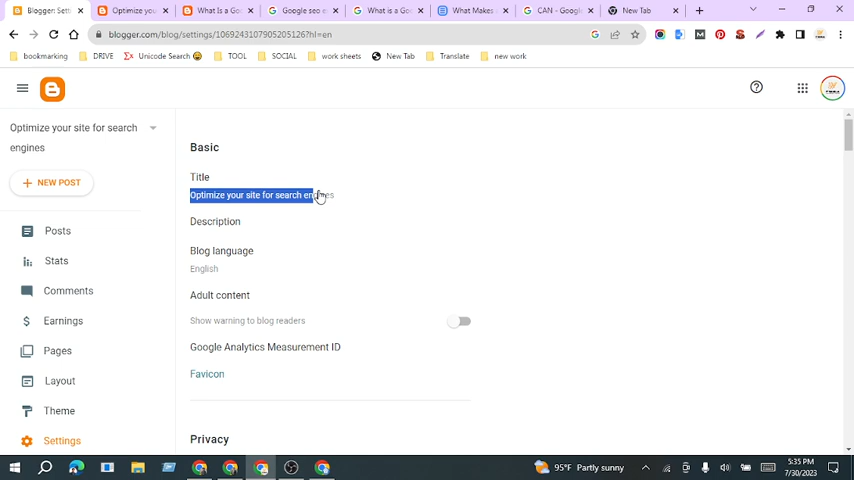 Blogger: Sett
Optimize you
What Is a Go
Google seo e
What is a Go
What Makes
CAN - Google
New Tab
blogger.com/blog/settings/1069243107905205126?hl=en
bookmarking
DRIVE
Unicode Search
TOOL
SOCIAL
work sheets
New Tab
Translate
new work
Optimize your site for search
engines
NEW POST
Posts
Stats
Comments
Earnings
Pages
Layout
Theme
Settings
Basic
Title
Optimize your site for search engines
Description
Blog language
English
Adult content
Show warning to blog readers
Google Analytics Measurement ID
Favicon
Privacy
95°F Partly sunny
5:35 PM
7/30/2023